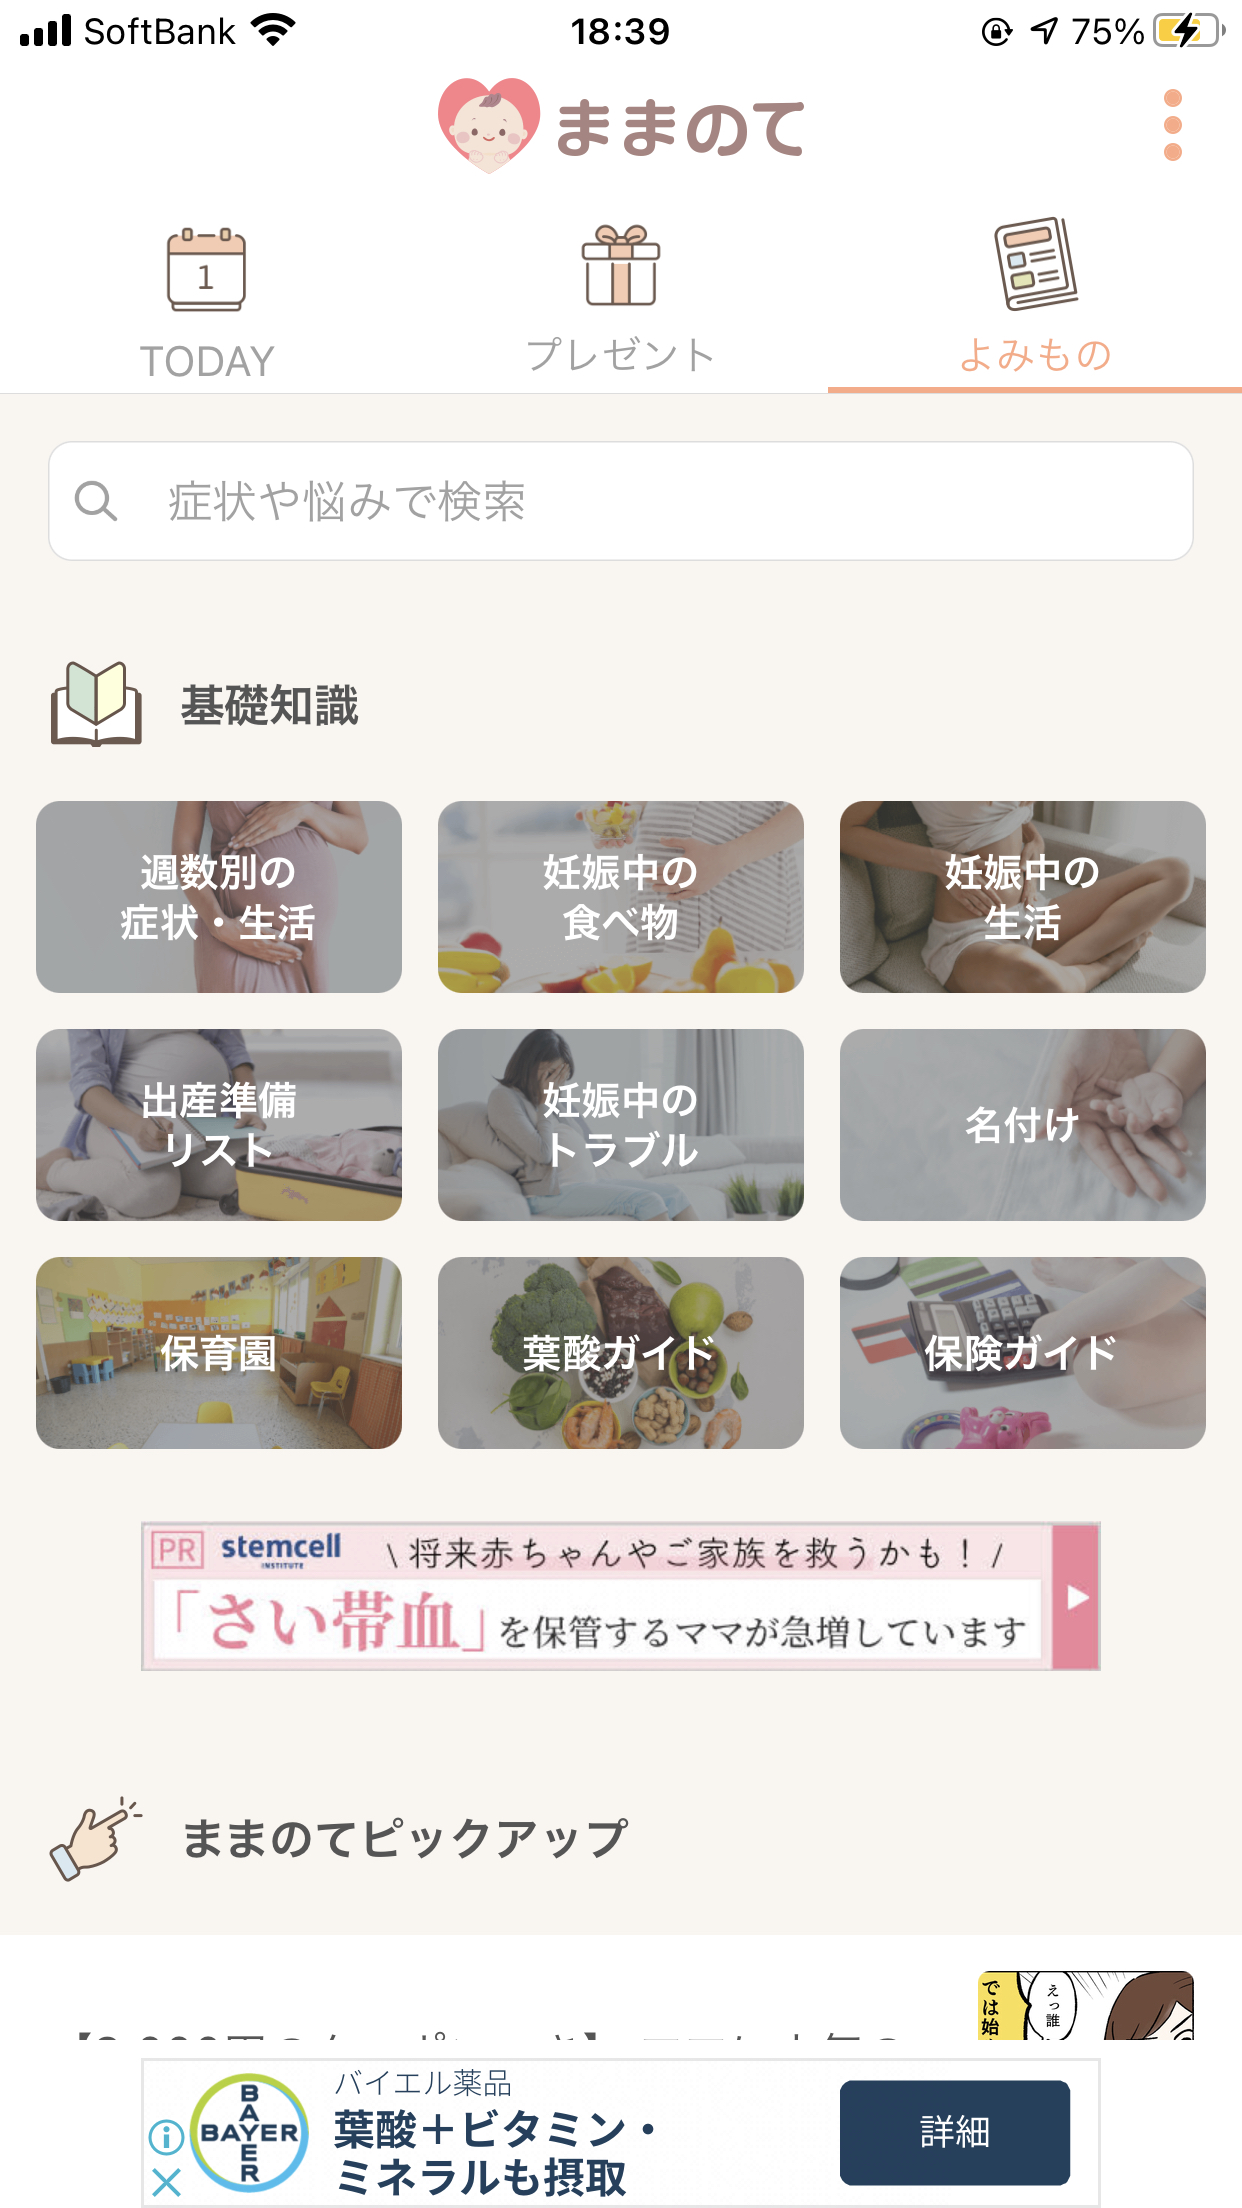 SoftBank 18:39 75%
ままのて
1
TODAY プレゼント よみもの
症状や悩みで検索
基礎知識
週数別の
症状・生活
妊娠中の
食べ物
妊娠中の
生活
出産準備
リスト
妊娠中の
トラブル
名付け
保育園
葉酸ガイド
保険ガイド
PR stemcell INSTITUTE \ 将来赤ちゃんやご家族を救うかも！ /
「さい帯血」を保管するママが急増しています
ままのてピックアップ
えっ誰
では始
バイエル薬品
BAYER
BAYER
葉酸＋ビタミン・
ミネラルも摂取
詳細